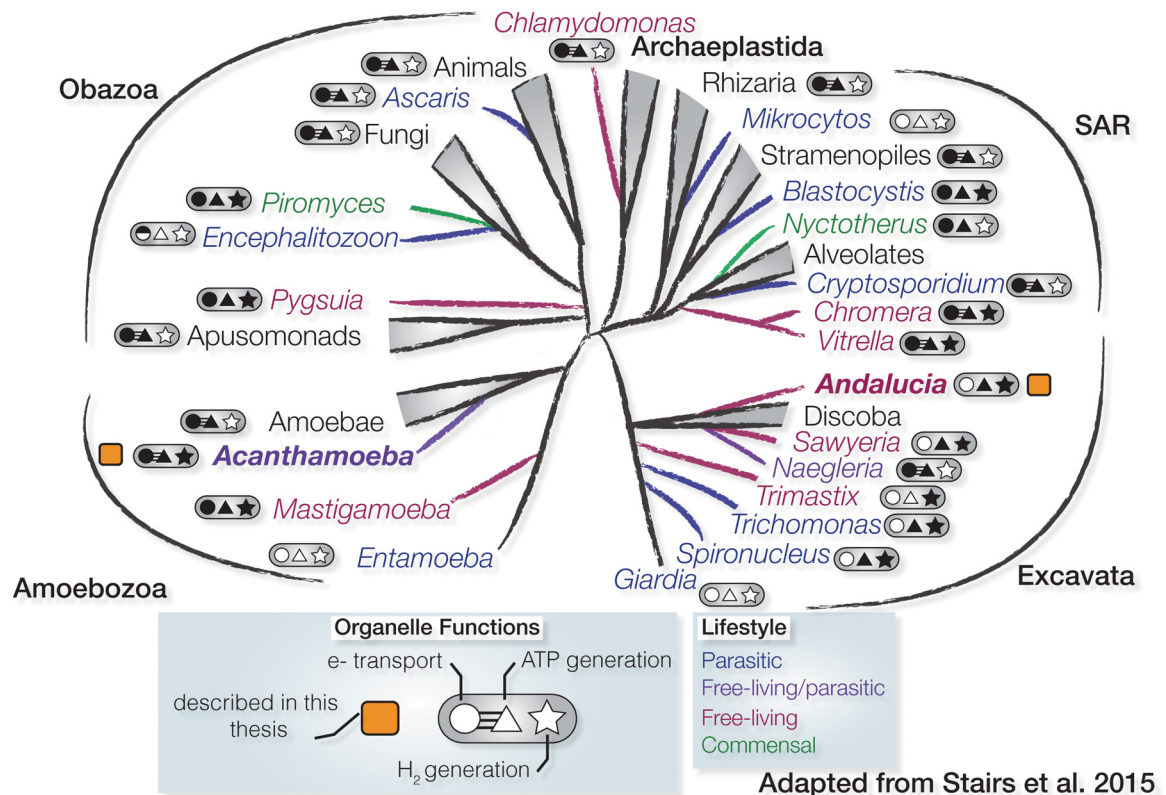 Chlamydomonas
Archaeplastida
Obazoa
Animals
Ascaris
Fungi
Piromyces
Encephalitozoon
Pygsuia
Apusomonads
Amoebae
Acanthamoeba
Mastigamoeba
Entamoeba
Amoebozoa
Rhizaria
Mikrocytos
SAR
Stramenopiles
Blastocystis
Nyctotherus
Alveolates
Cryptosporidium
Chromera
Vitrella
Andalucia
Discoba
Sawyeria
Naegleria
Trimastix
Trichomonas
Spironucleus
Giardia
Excavata
Organelle Functions
e- transport
ATP generation
described in this
thesis
H2 generation
Lifestyle
Parasitic
Free-living/parasitic
Free-living
Commensal
Adapted from Stairs et al. 2015